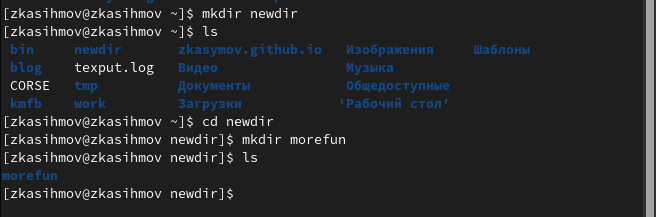 [zkasihmov@zkasihmov ~]$ mkdir newdir
[zkasihmov@zkasihmov ~]$ ls
bin newdir zkasymov.github.io Изображения Шаблоны
blog texput.log Видео Музыка
CORSE tmp Документы Общедоступные
kmfb work Загрузки 'Рабочий стол'
[zkasihmov@zkasihmov ~]$ cd newdir
[zkasihmov@zkasihmov newdir]$ mkdir morefun
[zkasihmov@zkasihmov newdir]$ ls
morefun
[zkasihmov@zkasihmov newdir]$